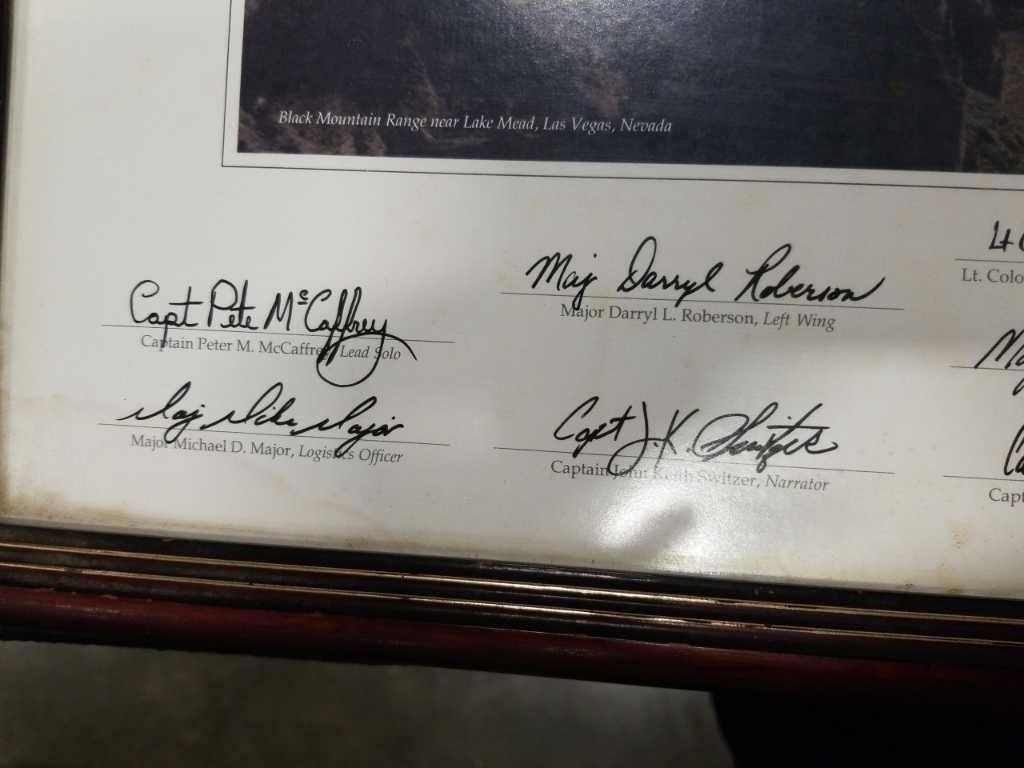 Black Mountain Range near Lake Mead, Las Vegas, Nevada
Capt Pete McCaffrey
Captain Peter M. McCaffrey, Lead Solo
Maj Darryl Roberson
Major Darryl L. Roberson, Left Wing
Lt. Colo
Maj Mike Major
Major Michael D. Major, Logistics Officer
Capt J.K. Switzer
Captain John Keith Switzer, Narrator
Capt